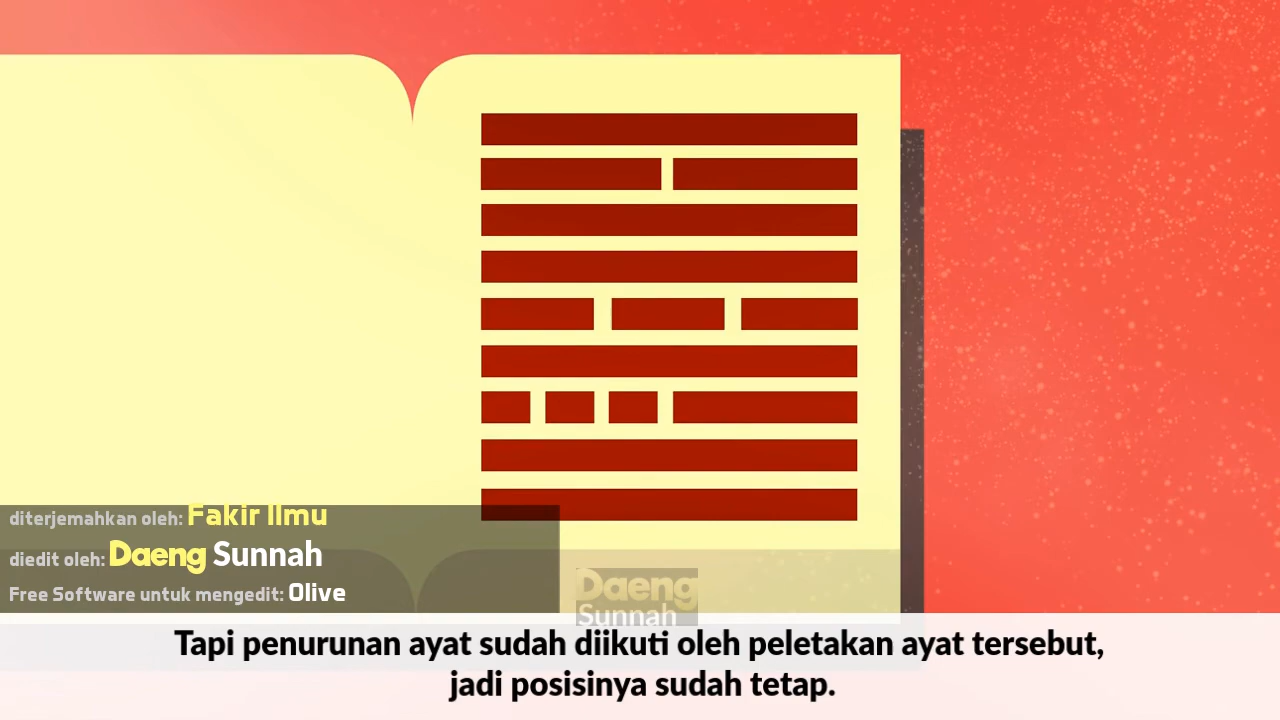 diterjemahkan oleh: Fakir Ilmu
diedit oleh: Daeng Sunnah
Free Software untuk mengedit: Olive
Daeng
Sunnah
Tapi penurunan ayat sudah diikuti oleh peletakan ayat tersebut,
jadi posisinya sudah tetap.